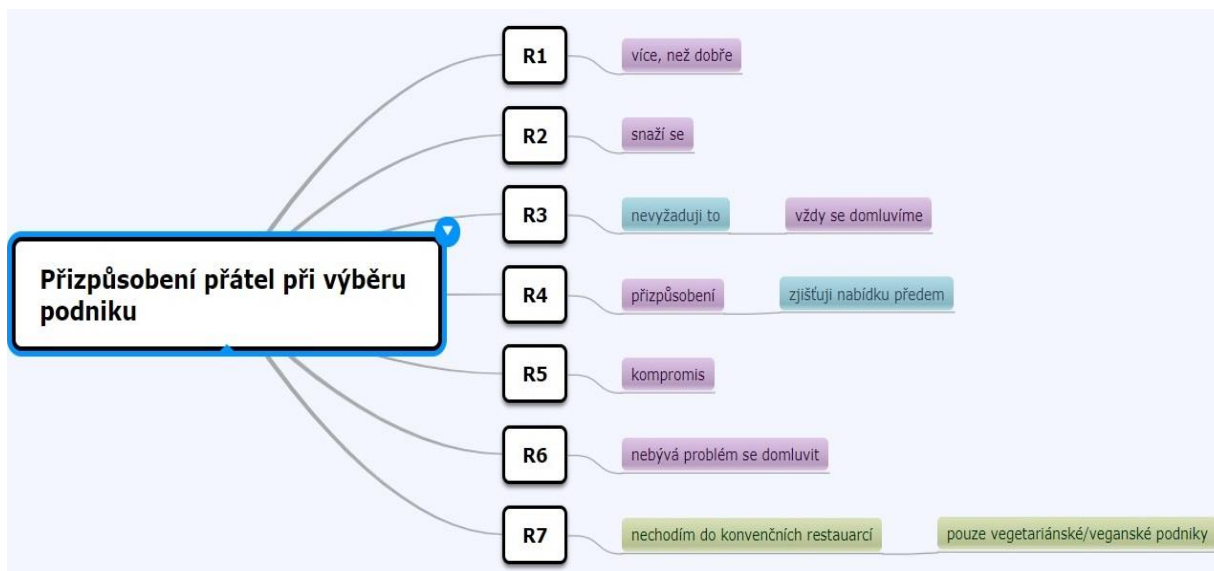 R1 více, než dobře
R2 snaží se
R3 nevyžaduji to vždy se domluvíme
Přizpůsobení přátel při výběru
podniku
R4 přizpůsobení zjišťuji nabídku předem
R5 kompromis
R6 nebývá problém se domluvit
R7 nechodím do konvenčních restauarcí pouze vegetariánské/veganské podniky